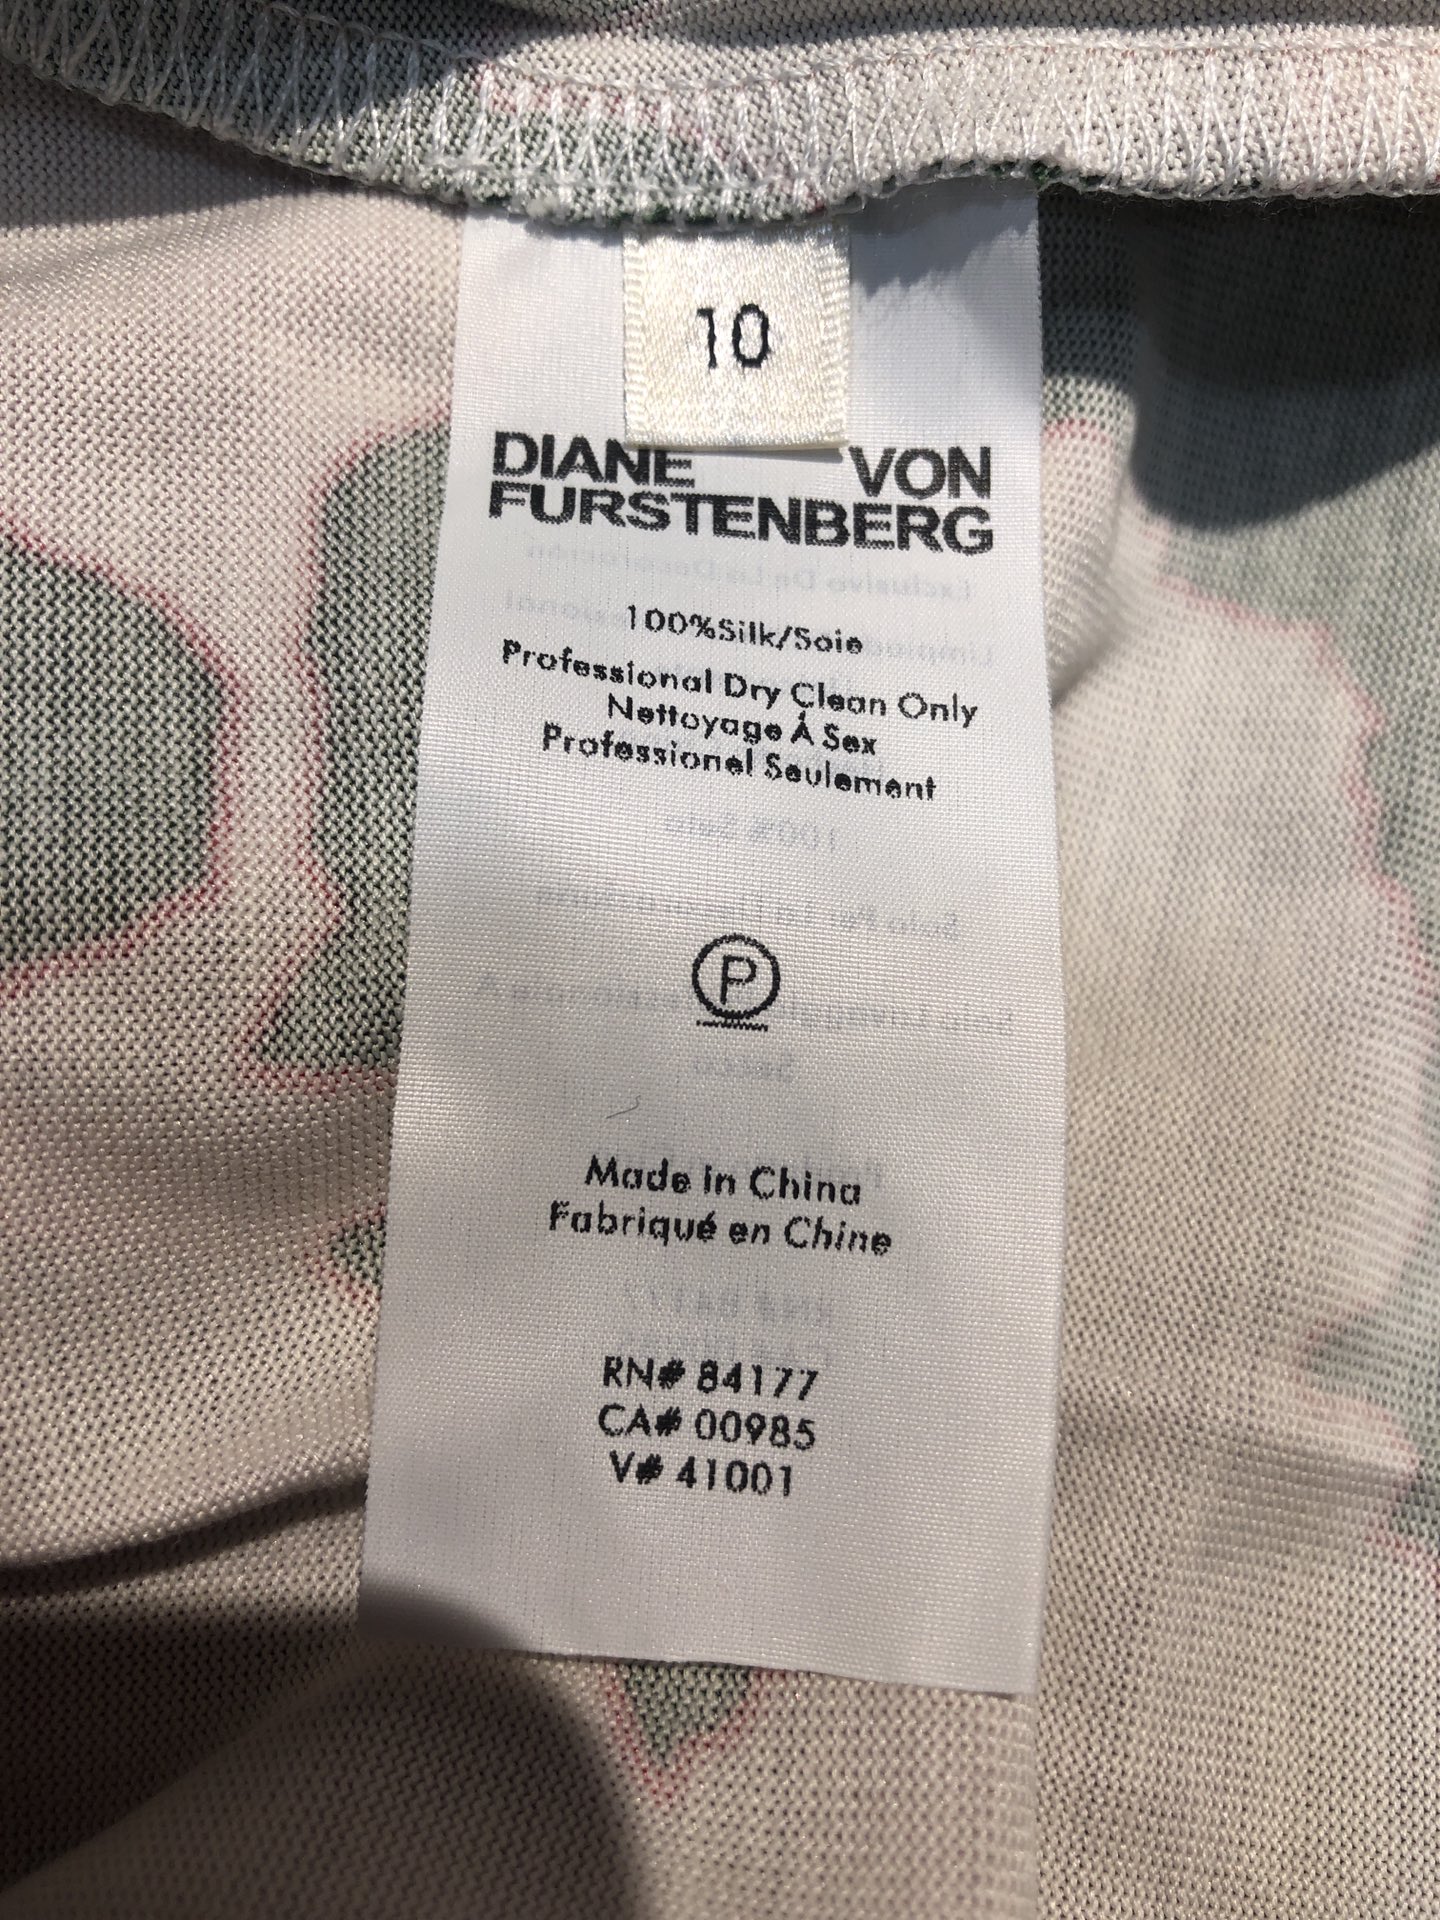 10
DIANE VON
FURSTENBERG
100%Silk/Soie
Professional Dry Clean Only
Nettoyage À Sex
Professionel Seulement
P
Made in China
Fabriqué en Chine
RN# 84177
CA# 00985
V# 41001